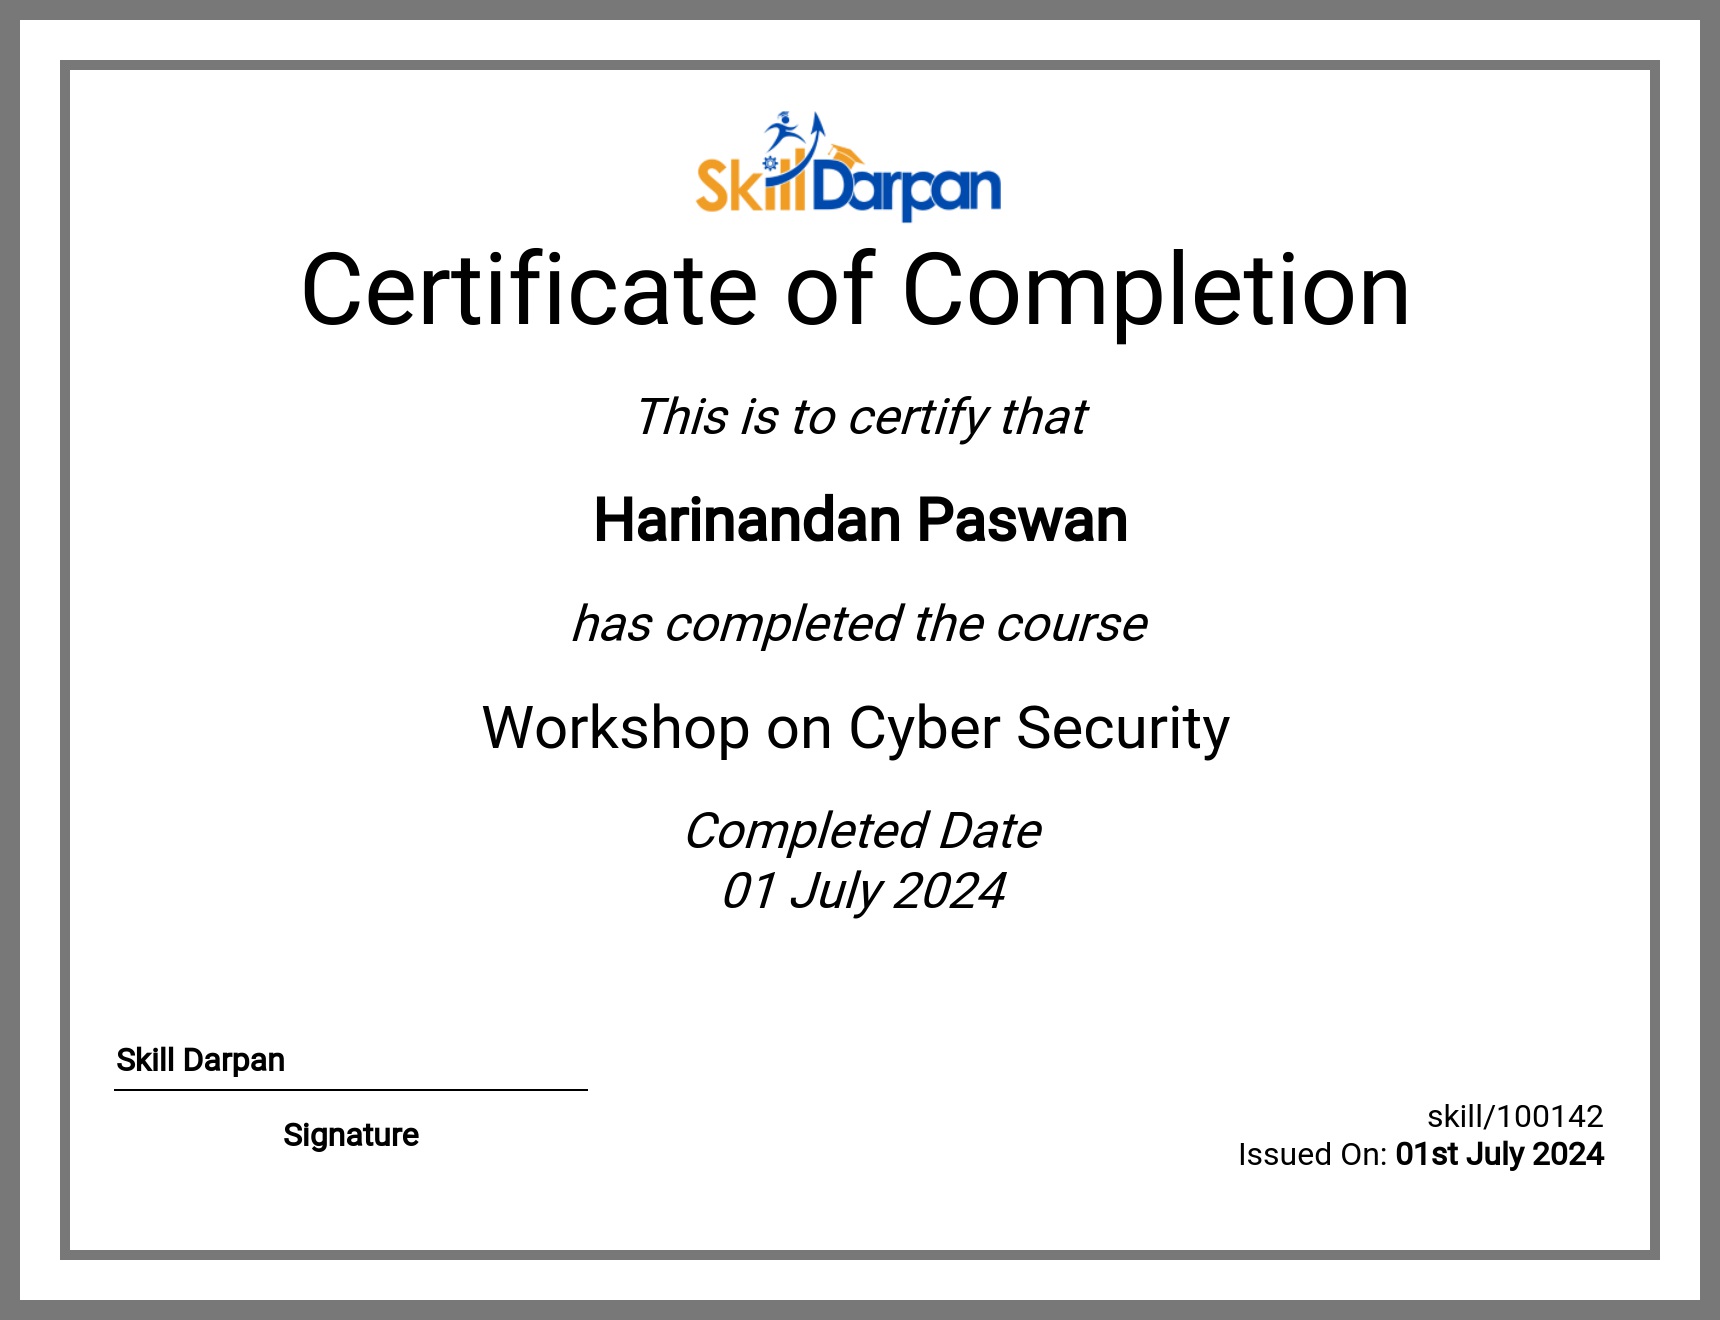 SkillDarpan
Certificate of Completion
This is to certify that
Harinandan Paswan
has completed the course
Workshop on Cyber Security
Completed Date
01 July 2024
Skill Darpan
Signature
skill/100142
Issued On: 01st July 2024